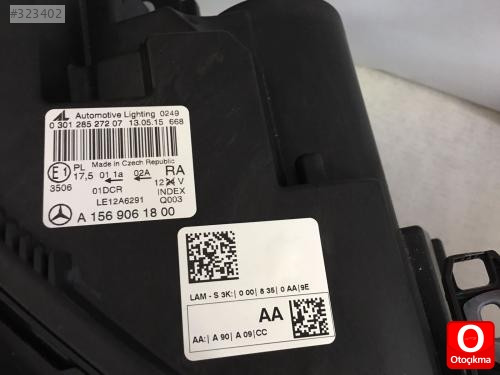 #323402
AL Automotive Lighting 0249
0 301 285 272 07 13.05.15 668
Made in Czech Republic
E1 PL RA
17,5 01 1a 02A 12 V
3506 01DCR INDEX
LE12A6291 Q003
A 156 906 18 00
LAM - S 3K:| 0 00| 8 35| 0 AA|9E
AA
AA:| A 90| A 09|CC
O
Otoçıkma